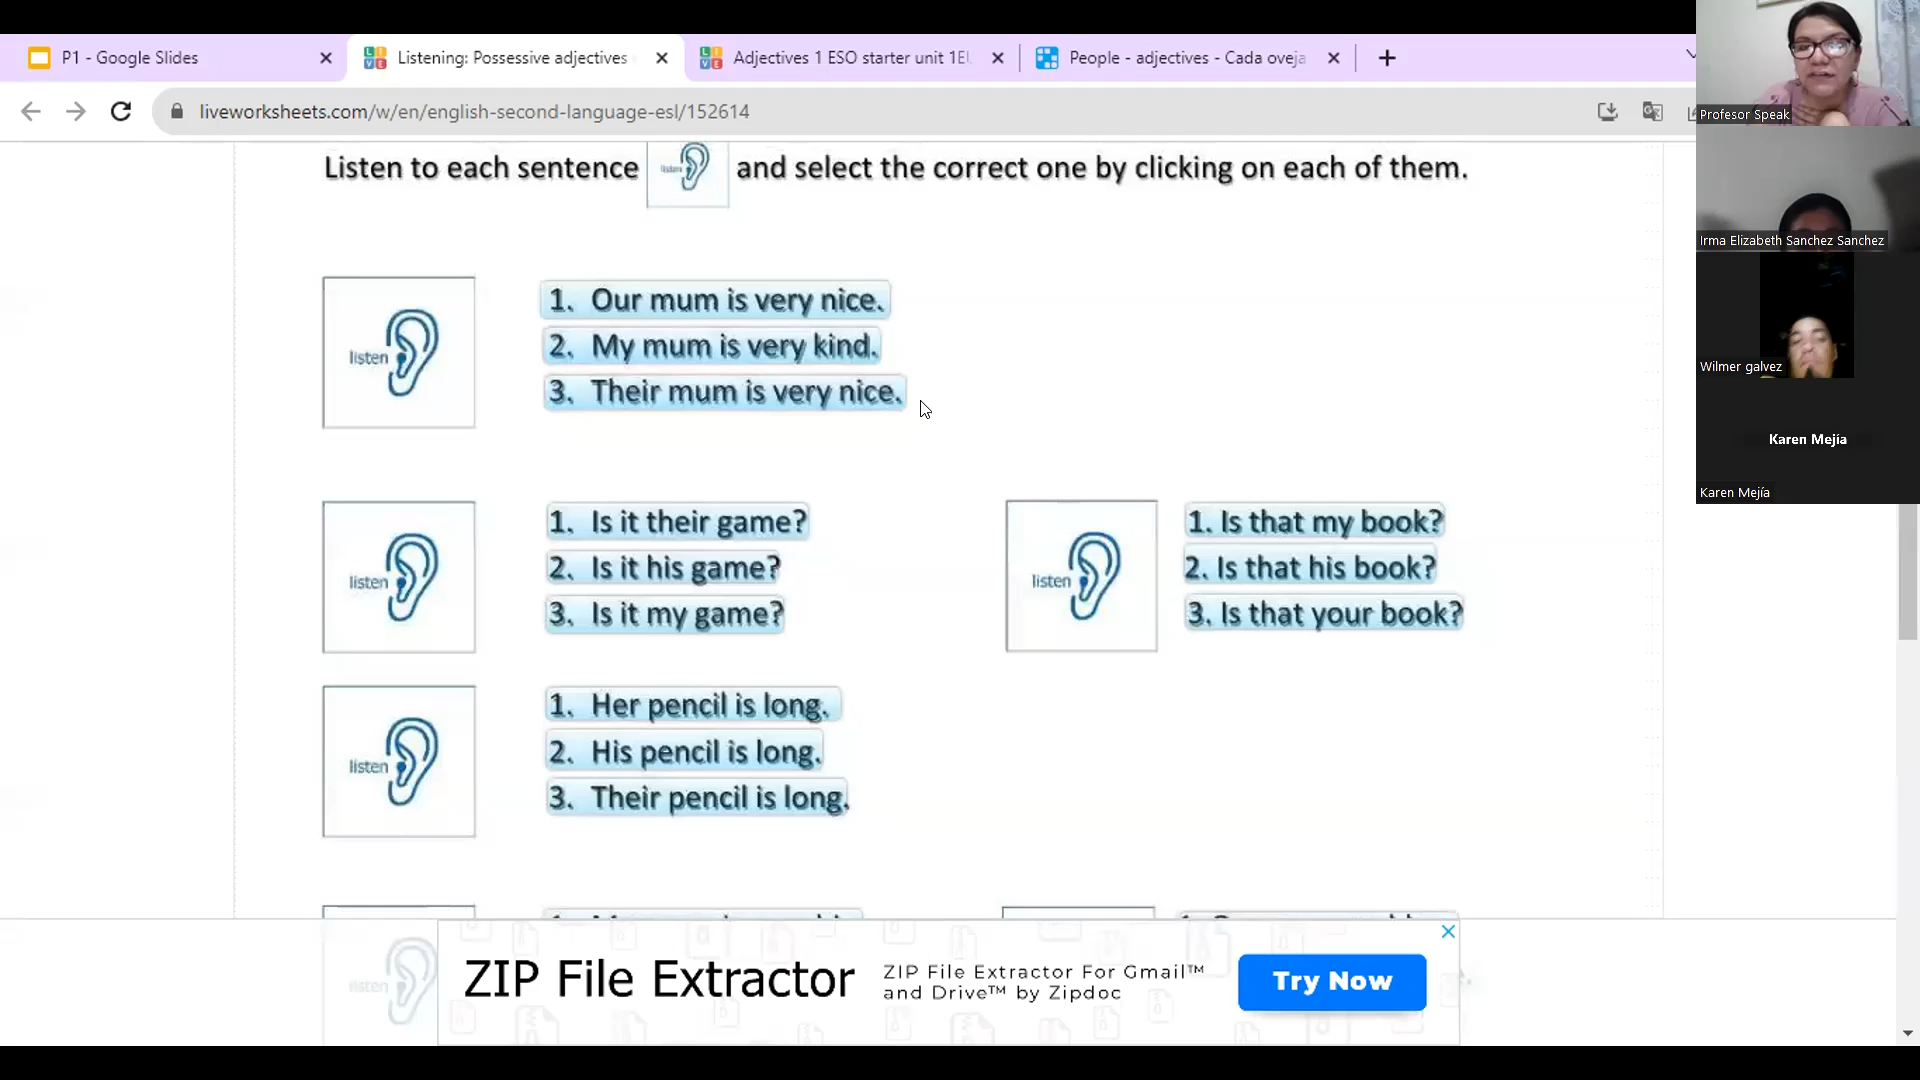 P1 - Google Slides
Listening: Possessive adjectives
Adjectives 1 ESO starter unit 1EU
People - adjectives - Cada oveja
liveworksheets.com/w/en/english-second-language-esl/152614
Listen to each sentence listen and select the correct one by clicking on each of them.
listen
1. Our mum is very nice.
2. My mum is very kind.
3. Their mum is very nice.
listen
1. Is it their game?
2. Is it his game?
3. Is it my game?
listen
1. Is that my book?
2. Is that his book?
3. Is that your book?
listen
1. Her pencil is long.
2. His pencil is long.
3. Their pencil is long.
listen
ZIP File Extractor
ZIP File Extractor For Gmail™
and Drive™ by Zipdoc
Try Now
Profesor Speak
Irma Elizabeth Sanchez Sanchez
Wilmer galvez
Karen Mejía
Karen Mejía